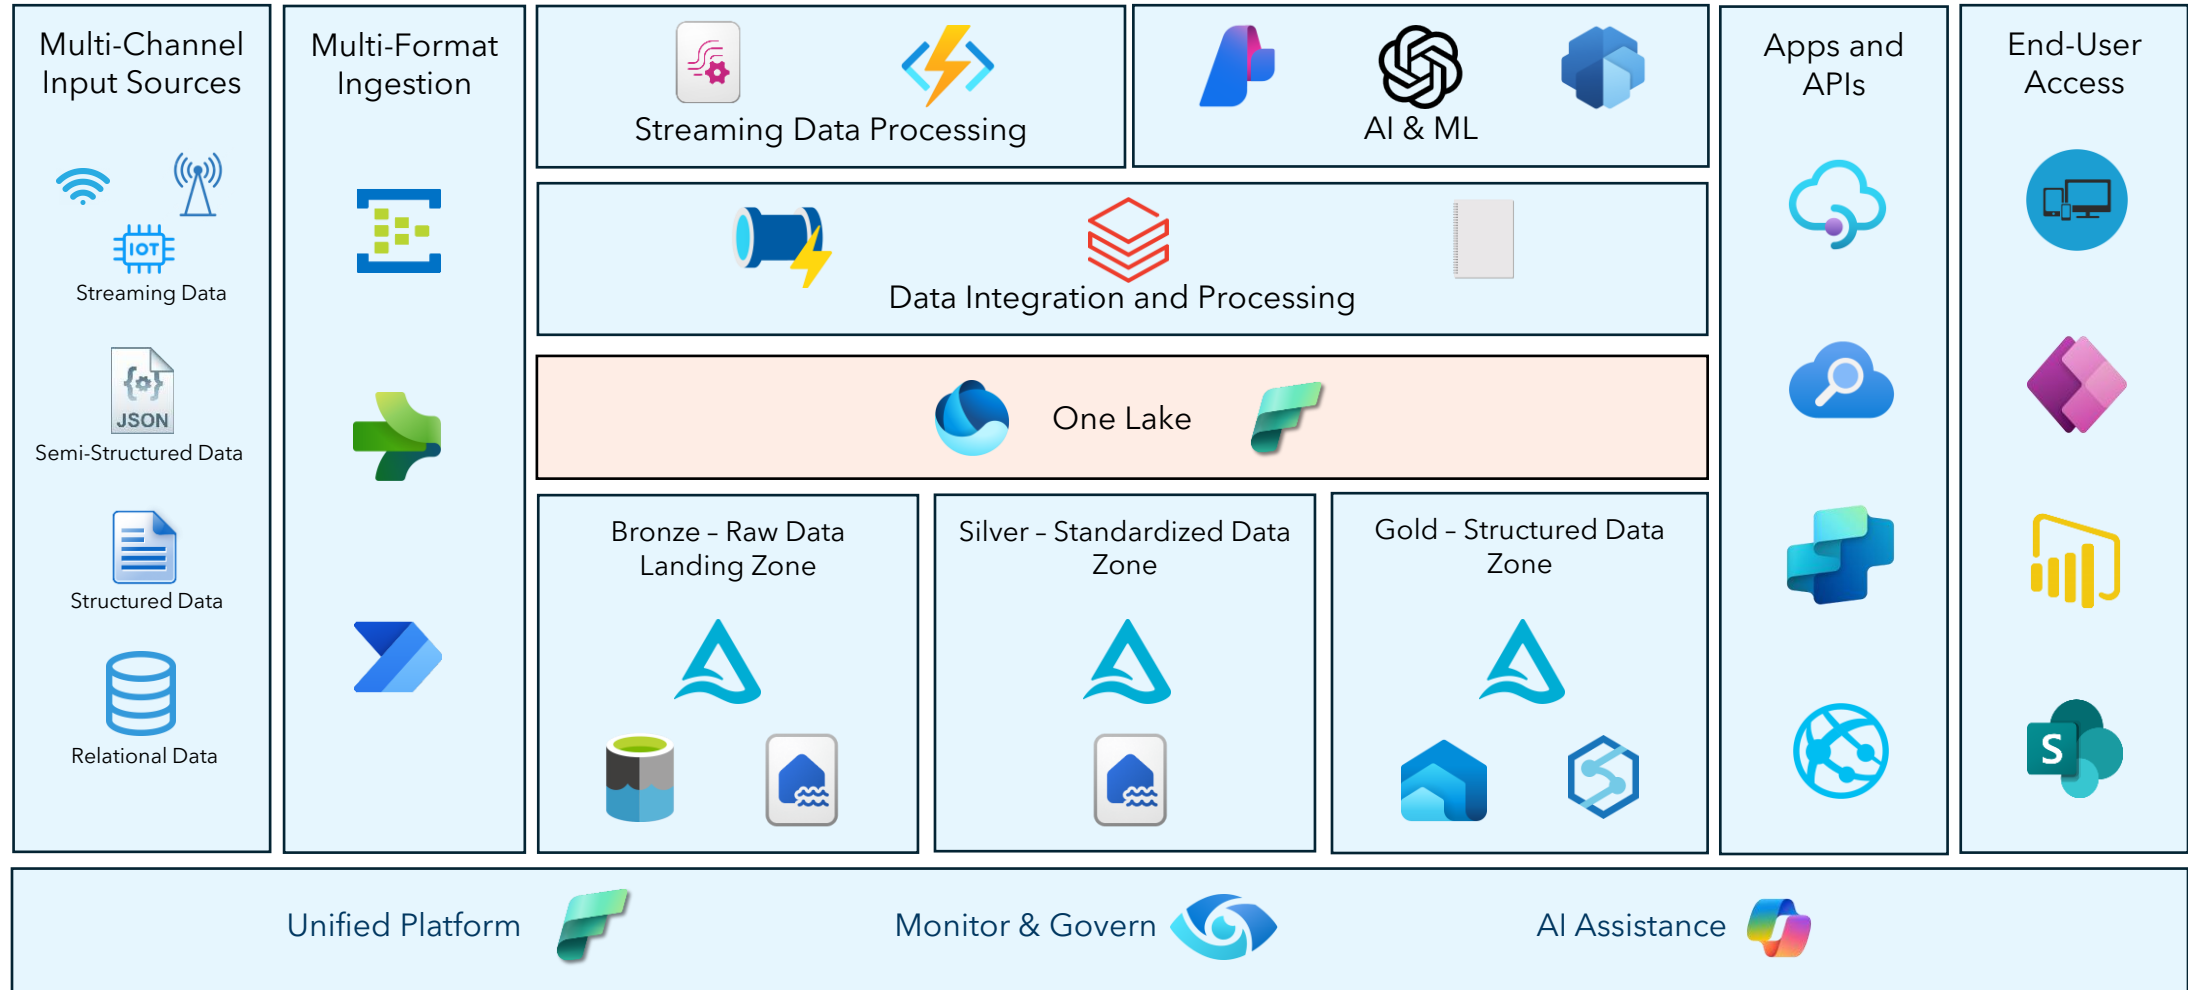 Multi-Channel
Input Sources
IOT
Streaming Data
JSON
Semi-Structured Data
Structured Data
Relational Data
Multi-Format
Ingestion
Streaming Data Processing
AI & ML
Data Integration and Processing
One Lake
Bronze – Raw Data
Landing Zone
Silver – Standardized Data
Zone
Gold – Structured Data
Zone
Apps and
APIs
End-User
Access
S
Unified Platform
Monitor & Govern
AI Assistance